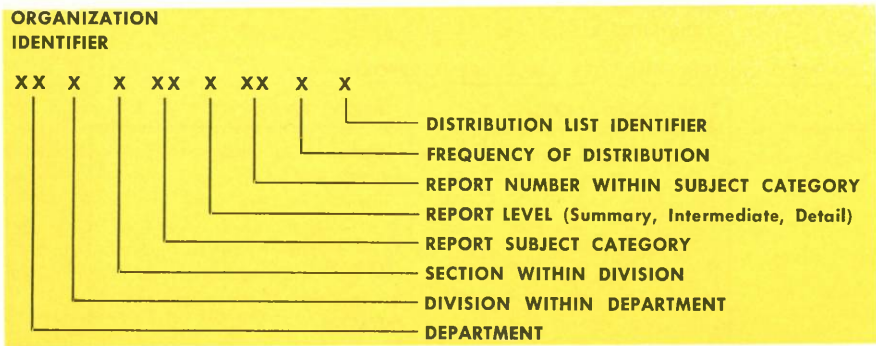 ORGANIZATION
IDENTIFIER
XX X X XX X XX X X
DISTRIBUTION LIST IDENTIFIER
FREQUENCY OF DISTRIBUTION
REPORT NUMBER WITHIN SUBJECT CATEGORY
REPORT LEVEL (Summary, Intermediate, Detail)
REPORT SUBJECT CATEGORY
SECTION WITHIN DIVISION
DIVISION WITHIN DEPARTMENT
DEPARTMENT